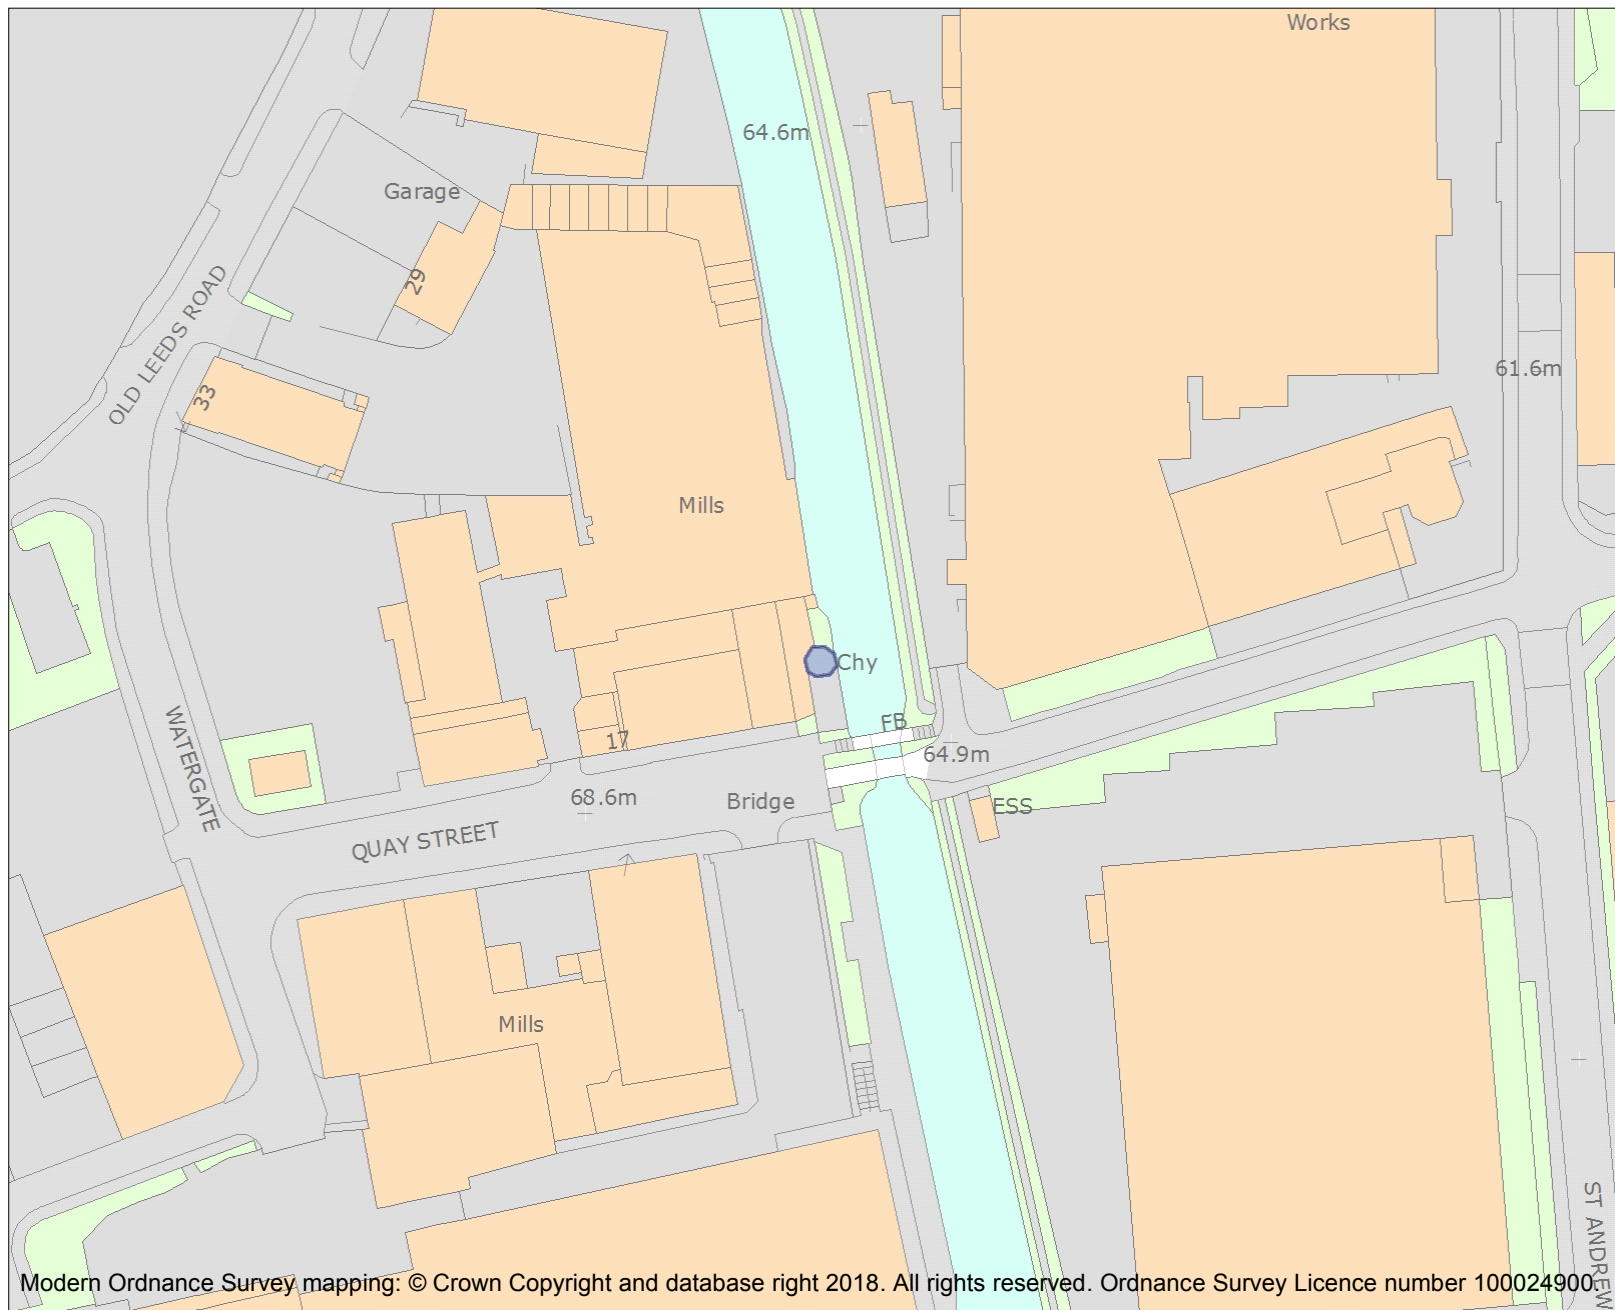 Works
64.6m
Garage
29
OLD LEEDS ROAD
33
61.6m
Mills
Chy
WATERGATE
FB
17
64.9m
68.6m
Bridge
ESS
QUAY STREET
Mills
ST ANDREW
Modern Ordnance Survey mapping: © Crown Copyright and database right 2018. All rights reserved. Ordnance Survey Licence number 100024900.